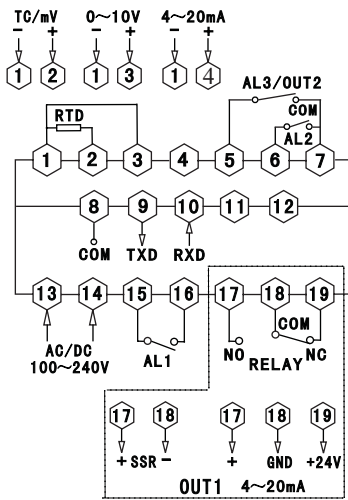 TC/mV 0～10V 4～20mA
− + − + − +
1 2 1 3 1 4
AL3/OUT2
COM
RTD AL2
1 2 3 4 5 6 7
8 9 10 11 12
COM TXD RXD
13 14 15 16 17 18 19
AC/DC
100～240V
AL1
COM
NO RELAY NC
17 18 17 18 19
+ SSR − + GND +24V
OUT1 4～20mA